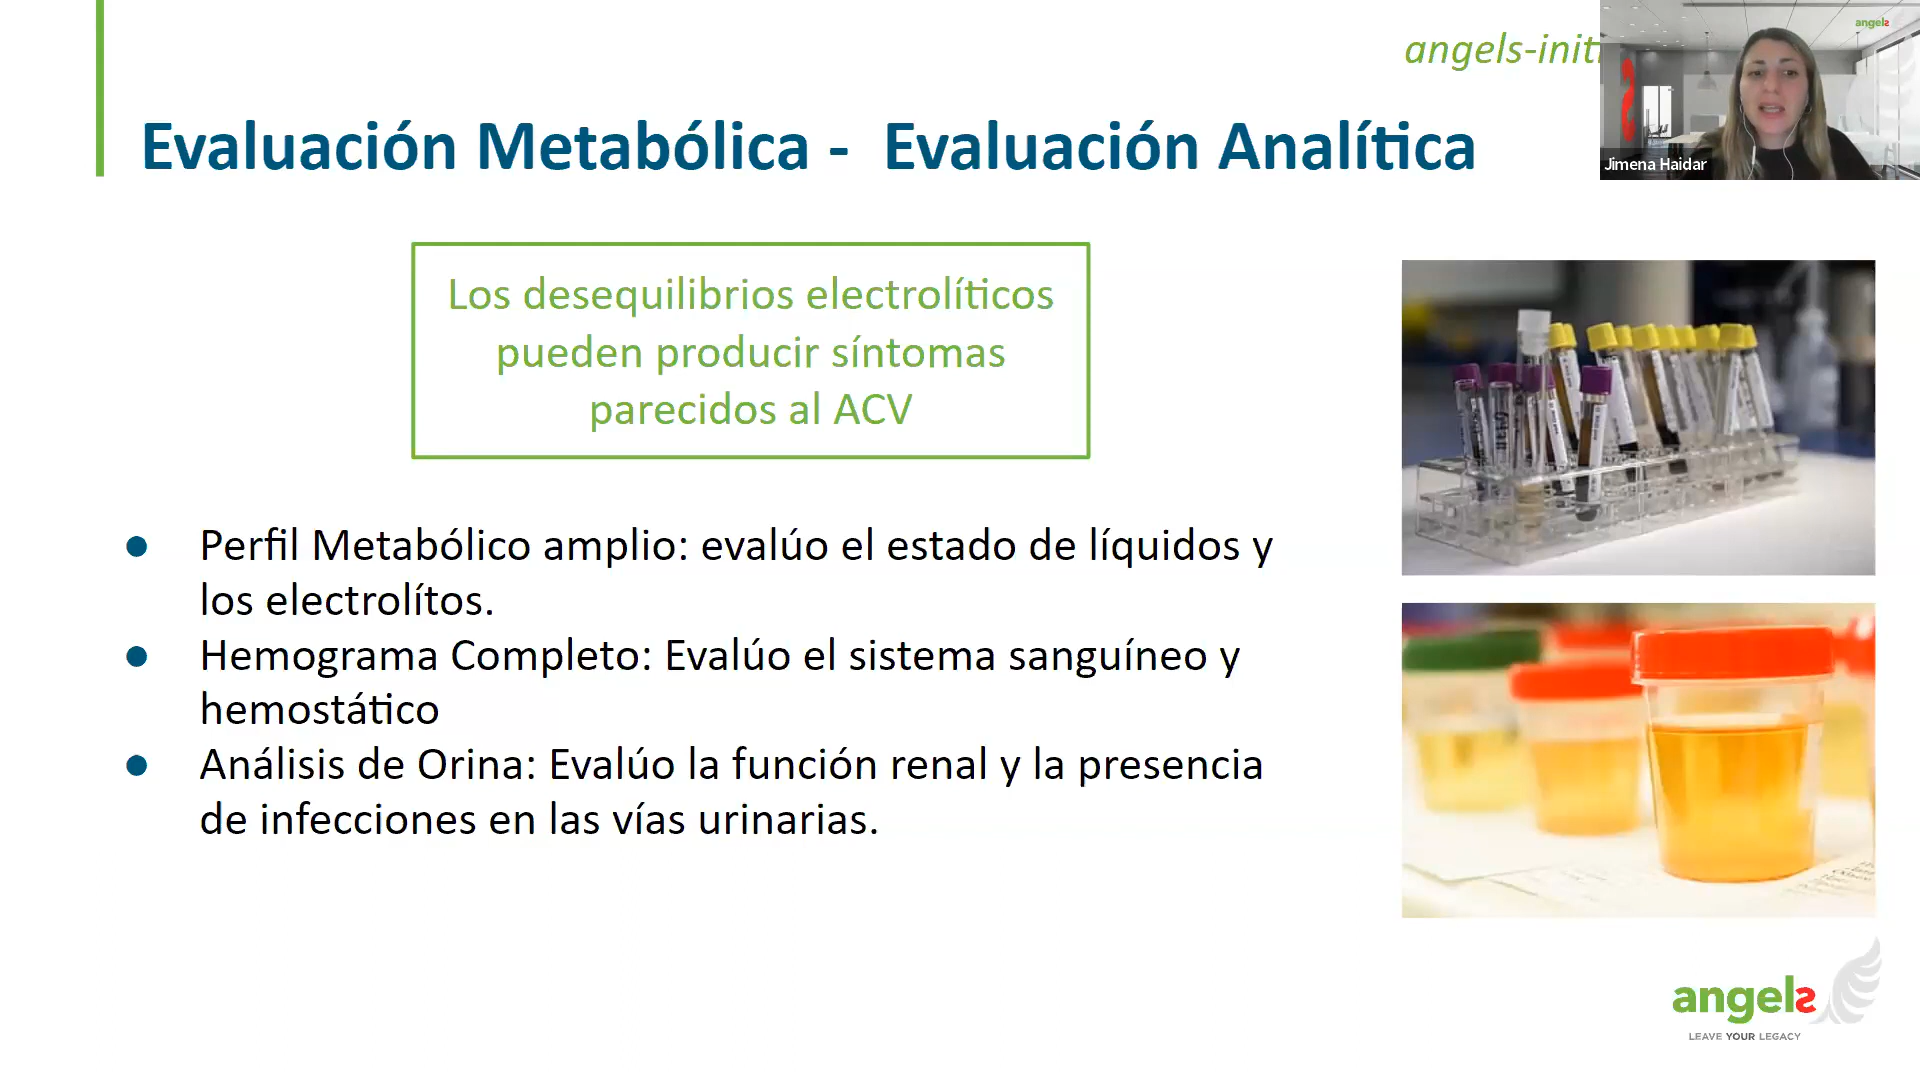 angels-initi
angels
Jimena Haidar
Evaluación Metabólica - Evaluación Analítica
Los desequilibrios electrolíticos
pueden producir síntomas
parecidos al ACV
● Perfil Metabólico amplio: evalúo el estado de líquidos y
los electrolítos.
● Hemograma Completo: Evalúo el sistema sanguíneo y
hemostático
● Análisis de Orina: Evalúo la función renal y la presencia
de infecciones en las vías urinarias.
angels
LEAVE YOUR LEGACY